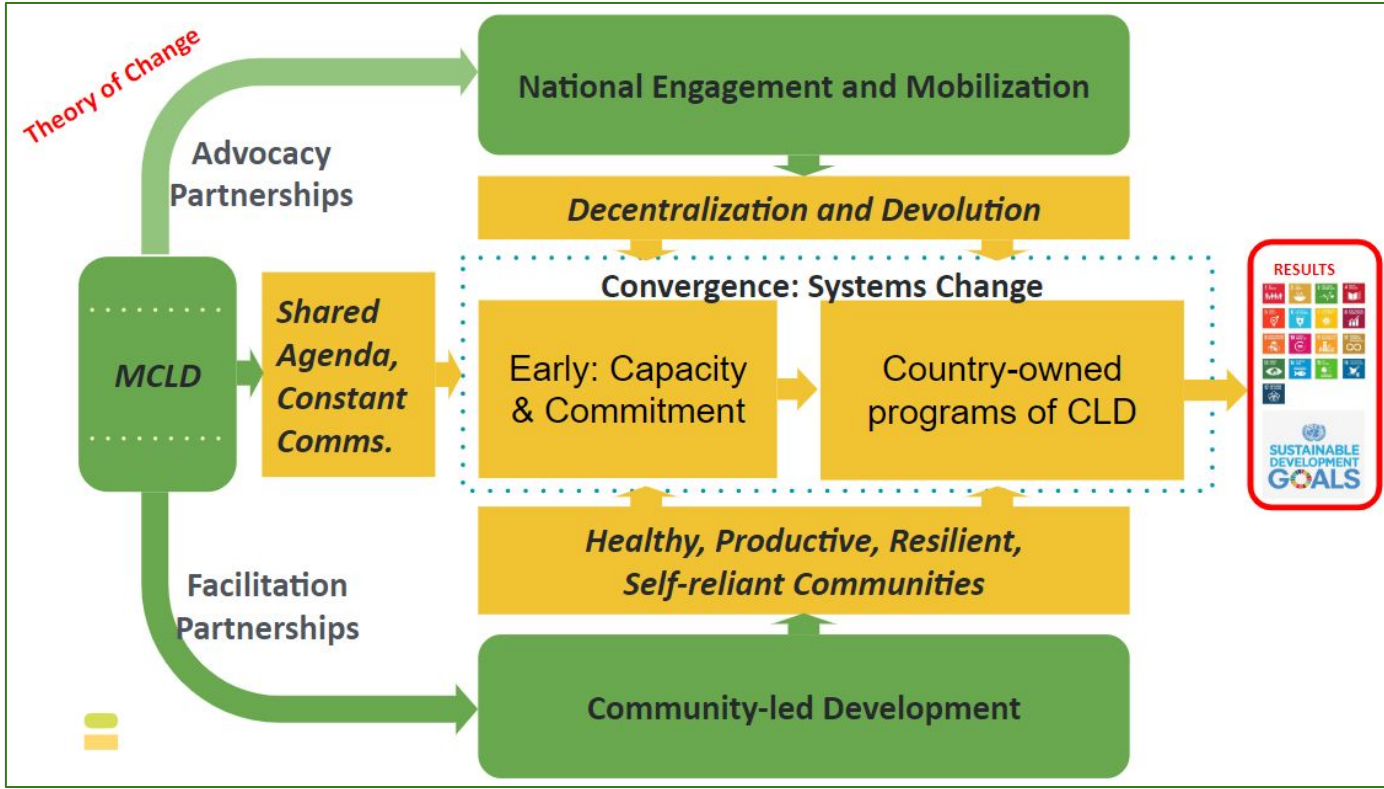 Theory of Change
National Engagement and Mobilization
Advocacy
Partnerships
Decentralization and Devolution
Convergence: Systems Change
MCLD
Shared
Agenda,
Constant
Comms.
Early: Capacity
& Commitment
Country-owned
programs of CLD
RESULTS
SUSTAINABLE
DEVELOPMENT
GOALS
Healthy, Productive, Resilient,
Self-reliant Communities
Facilitation
Partnerships
Community-led Development